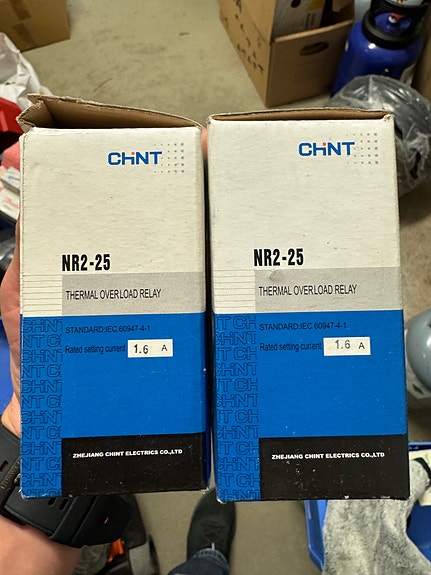 CHNT
NR2-25
THERMAL OVERLOAD RELAY
STANDARD:IEC 60947-4-1
Rated setting current 1.6 A
ZHEJIANG CHINT ELECTRICS CO.,LTD
CHNT
NR2-25
THERMAL OVERLOAD RELAY
STANDARD:IEC 60947-4-1
Rated setting current 1.6 A
ZHEJIANG CHINT ELECTRICS CO.,LTD